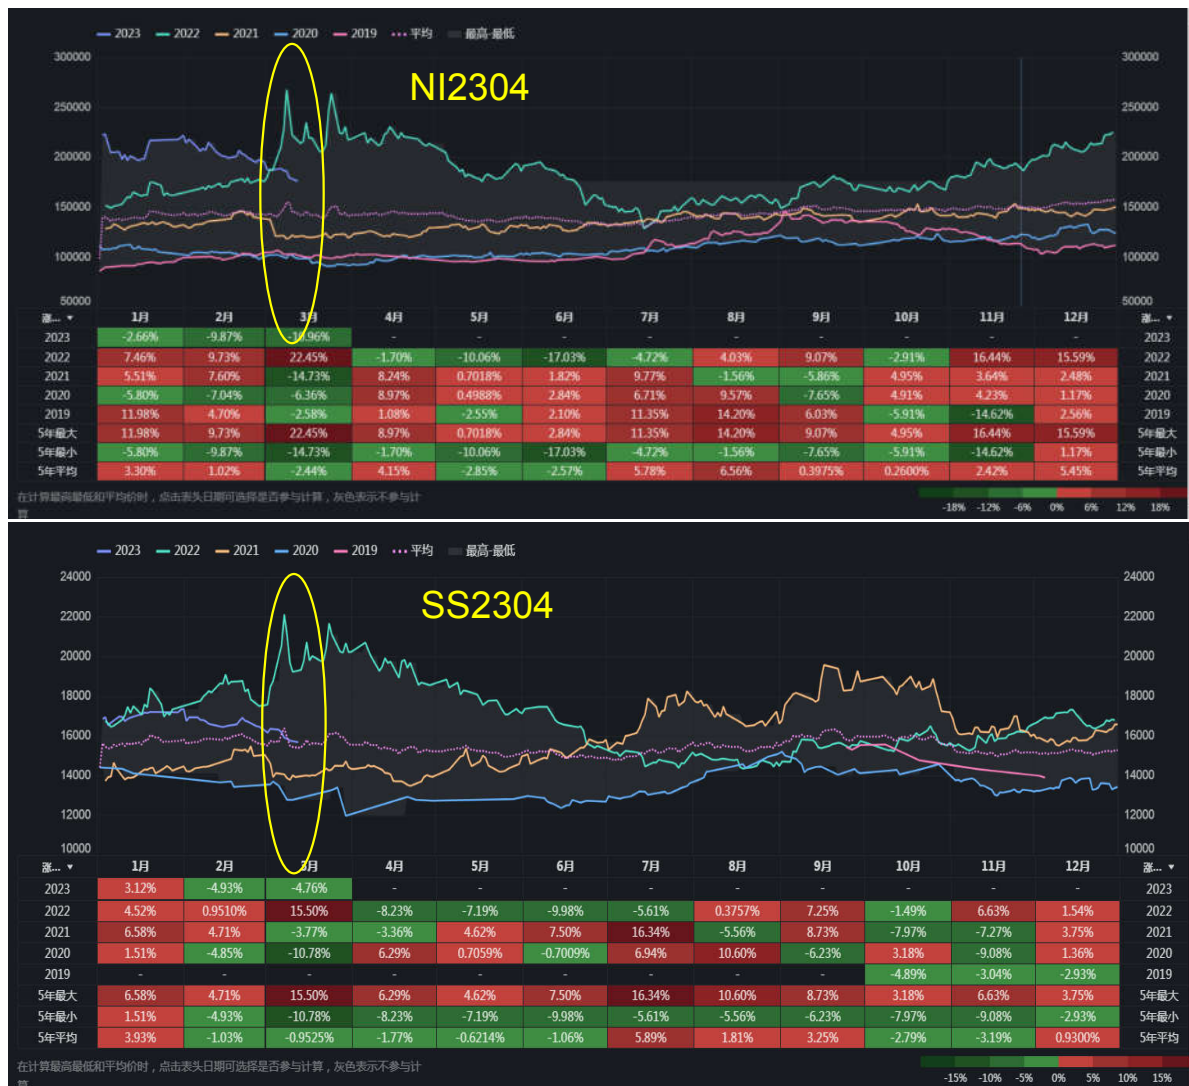 2023 2022 2021 2020 2019 平均 最高-最低
NI2304
300000 300000
250000 250000
200000 200000
150000 150000
100000 100000
50000 50000
涨... ▼ 1月 2月 3月 4月 5月 6月 7月 8月 9月 10月 11月 12月 涨... ▼
2023 -2.66% -9.87% -10.96% - - - - - - - - - 2023
2022 7.46% 9.73% 22.45% -1.70% -10.06% -17.03% -4.72% 4.03% 9.07% -2.91% 16.44% 15.59% 2022
2021 5.51% 7.60% -14.73% 8.24% 0.7018% 1.82% 9.77% -1.56% -5.86% 4.95% 3.64% 2.48% 2021
2020 -5.80% -7.04% -6.36% 8.97% 0.4988% 2.84% 6.71% 9.57% -7.65% 4.91% 4.23% 1.17% 2020
2019 11.98% 4.70% -2.58% 1.08% -2.55% 2.10% 11.35% 14.20% 6.03% -5.91% -14.62% 2.56% 2019
5年最大 11.98% 9.73% 22.45% 8.97% 0.7018% 2.84% 11.35% 14.20% 9.07% 4.95% 16.44% 15.59% 5年最大
5年最小 -5.80% -9.87% -14.73% -1.70% -10.06% -17.03% -4.72% -1.56% -7.65% -5.91% -14.62% 1.17% 5年最小
5年平均 3.30% 1.02% -2.44% 4.15% -2.85% -2.57% 5.78% 6.56% 0.3975% 0.2600% 2.42% 5.45% 5年平均
在计算最高最低和平均价时，点击表头日期可选择是否参与计算，灰色表示不参与计
算
-18% -12% -6% 0% 6% 12% 18%
2023 2022 2021 2020 2019 平均 最高-最低
SS2304
24000 24000
22000 22000
20000 20000
18000 18000
16000 16000
14000 14000
12000 12000
10000 10000
涨... ▼ 1月 2月 3月 4月 5月 6月 7月 8月 9月 10月 11月 12月 涨... ▼
2023 3.12% -4.93% -4.76% - - - - - - - - - 2023
2022 4.52% 0.9510% 15.50% -8.23% -7.19% -9.98% -5.61% 0.3757% 7.25% -1.49% 6.63% 1.54% 2022
2021 6.58% 4.71% -3.77% -3.36% 4.62% 7.50% 16.34% -5.56% 8.73% -7.97% -7.27% 3.75% 2021
2020 1.51% -4.85% -10.78% 6.29% 0.7059% -0.7009% 6.94% 10.60% -6.23% 3.18% -9.08% 1.36% 2020
2019 - - - - - - - - - -4.89% -3.04% -2.93% 2019
5年最大 6.58% 4.71% 15.50% 6.29% 4.62% 7.50% 16.34% 10.60% 8.73% 3.18% 6.63% 3.75% 5年最大
5年最小 1.51% -4.93% -10.78% -8.23% -7.19% -9.98% -5.61% -5.56% -6.23% -7.97% -9.08% -2.93% 5年最小
5年平均 3.93% -1.03% -0.9525% -1.77% -0.6214% -1.06% 5.89% 1.81% 3.25% -2.79% -3.19% 0.9300% 5年平均
在计算最高最低和平均价时，点击表头日期可选择是否参与计算，灰色表示不参与计
-15% -10% -5% 0% 5% 10% 15%